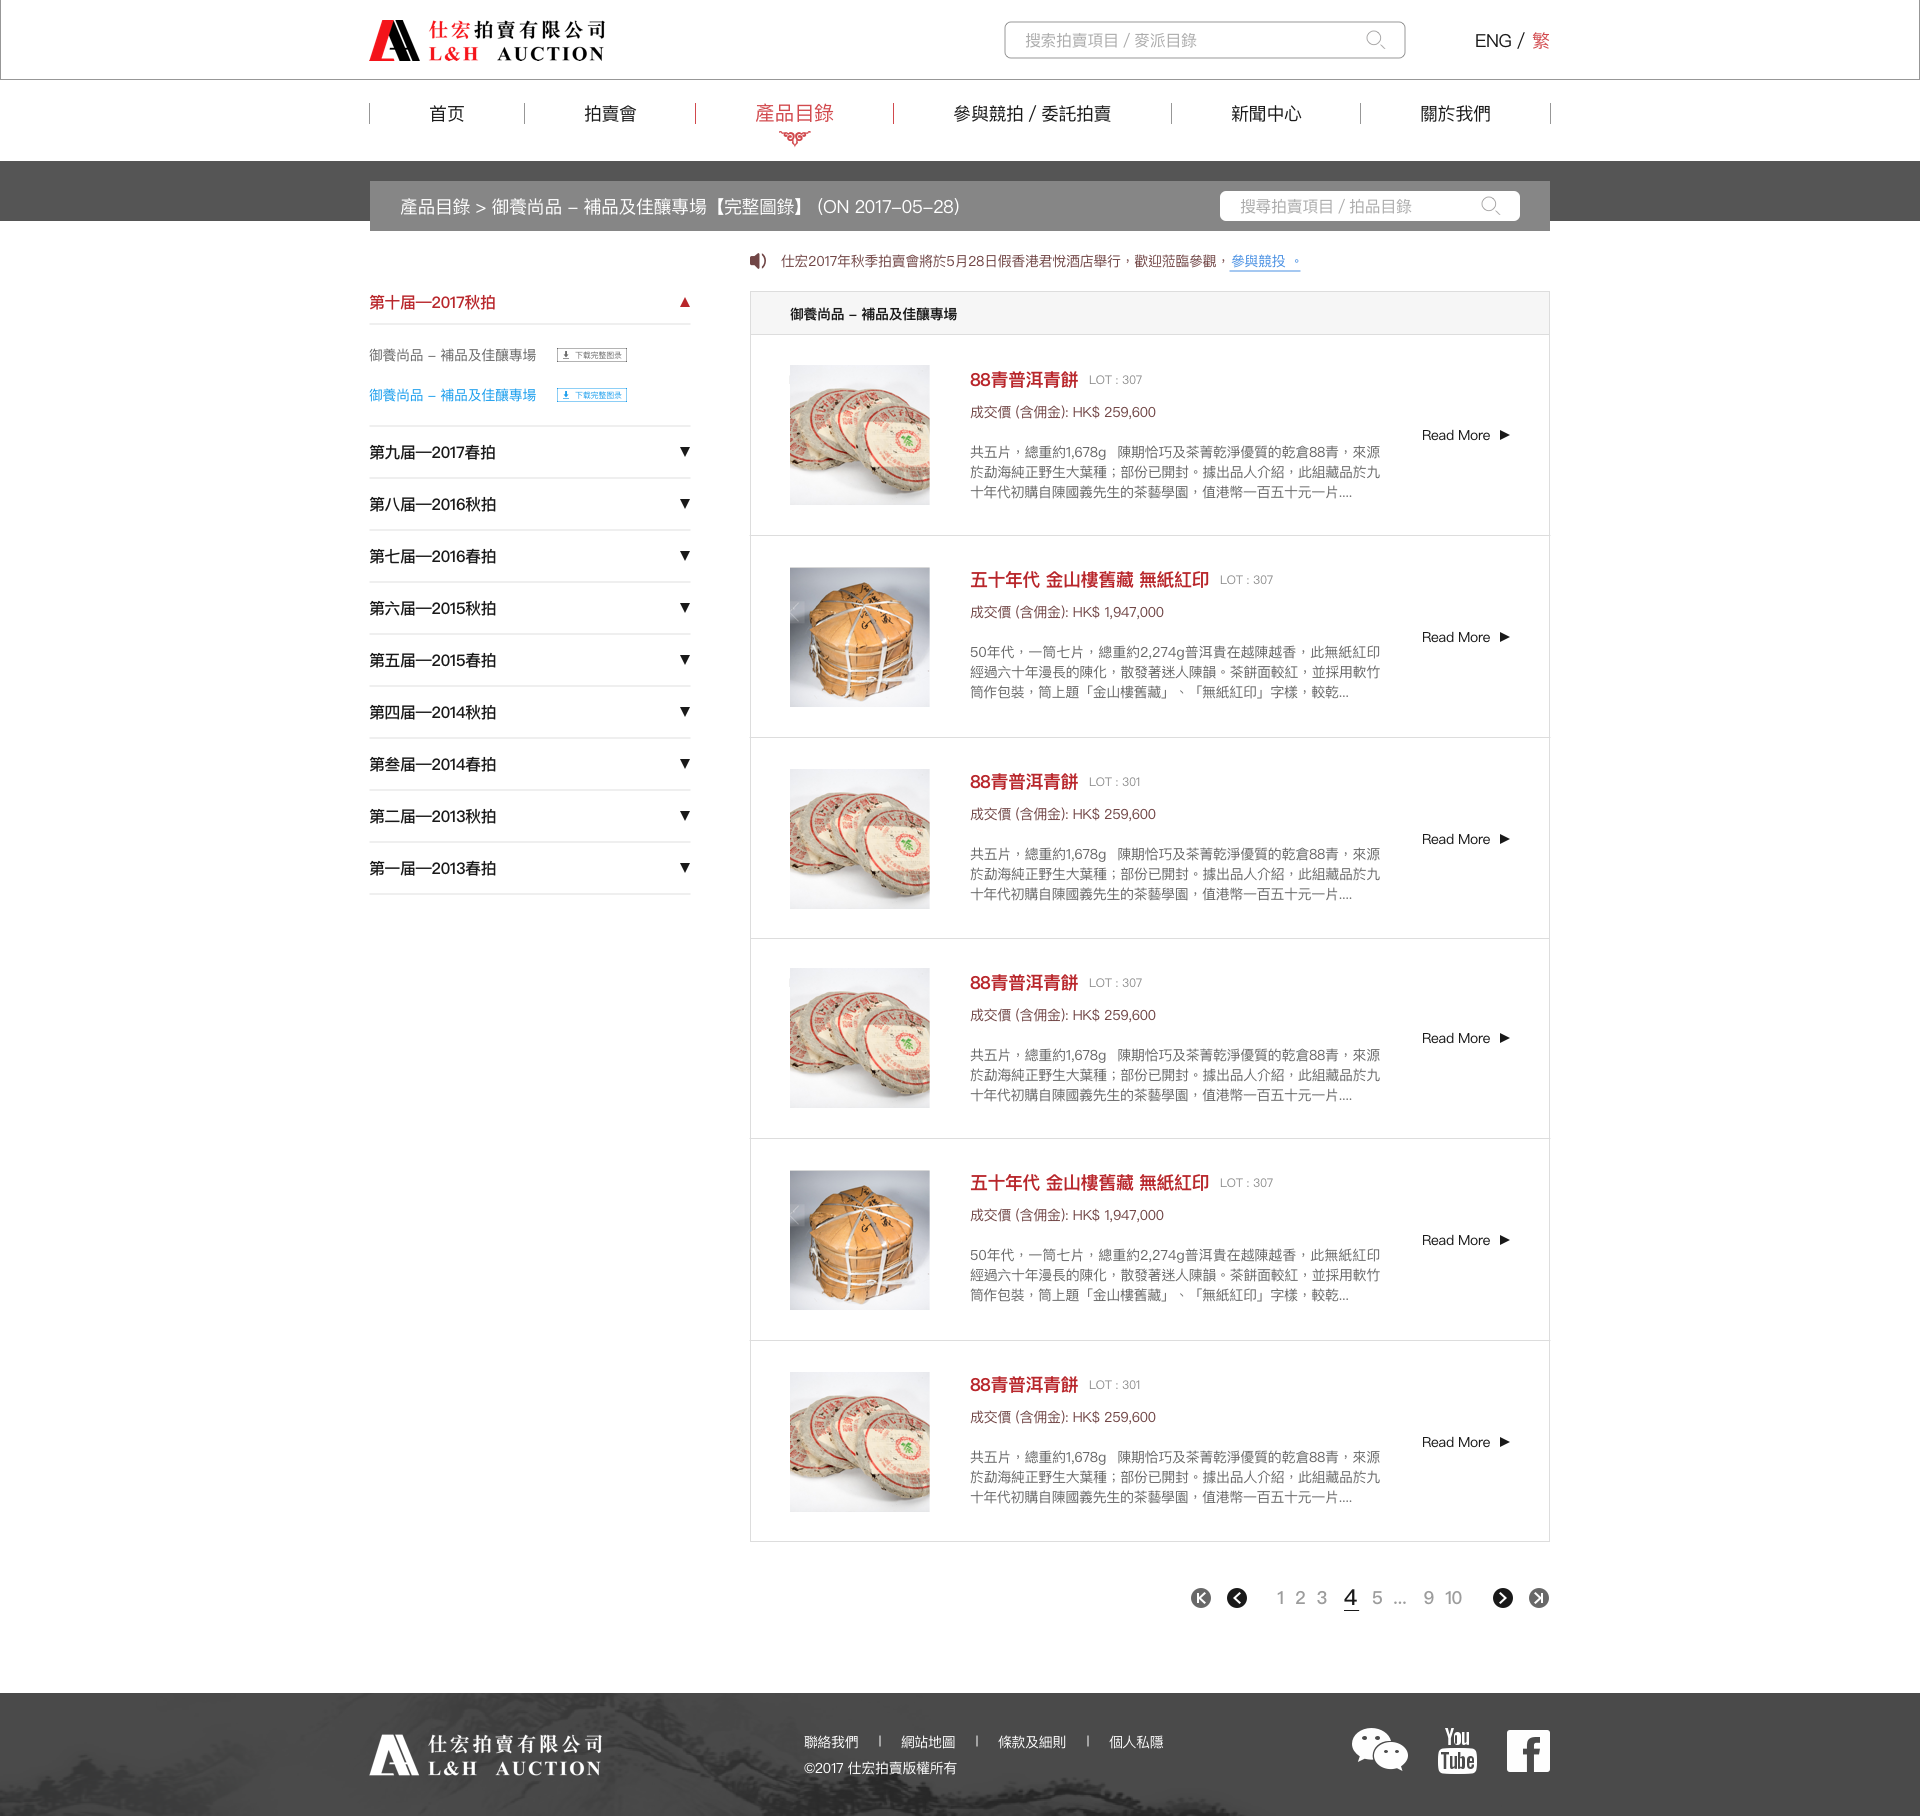 仕宏拍賣有限公司
L&H AUCTION
搜索拍賣項目 / 麥派目錄
ENG / 繁
首页
拍賣會
產品目錄
參與競拍 / 委託拍賣
新聞中心
關於我們
產品目錄 > 御養尚品 – 補品及佳釀專場【完整圖錄】 (ON 2017-05-28)
搜尋拍賣項目 / 拍品目錄
仕宏2017年秋季拍賣會將於5月28日假香港君悅酒店舉行，歡迎蒞臨參觀，參與競投 。
第十届—2017秋拍
御養尚品 – 補品及佳釀專場
下载完整图录
御養尚品 – 補品及佳釀專場
下载完整图录
第九届—2017春拍
第八届—2016秋拍
第七届—2016春拍
第六届—2015秋拍
第五届—2015春拍
第四届—2014秋拍
第叁届—2014春拍
第二届—2013秋拍
第一届—2013春拍
御養尚品 – 補品及佳釀專場
88青普洱青餅 LOT : 307
成交價 (含佣金): HK$ 259,600
共五片，總重約1,678g 陳期恰巧及茶菁乾淨優質的乾倉88青，來源
於勐海純正野生大葉種；部份已開封。據出品人介紹，此組藏品於九
十年代初購自陳國義先生的茶藝學園，值港幣一百五十元一片....
Read More
五十年代 金山樓舊藏 無紙紅印 LOT : 307
成交價 (含佣金): HK$ 1,947,000
50年代，一筒七片，總重約2,274g普洱貴在越陳越香，此無紙紅印
經過六十年漫長的陳化，散發著迷人陳韻。茶餅面較紅，並採用軟竹
筒作包裝，筒上題「金山樓舊藏」、「無紙紅印」字樣，較乾...
Read More
88青普洱青餅 LOT : 301
成交價 (含佣金): HK$ 259,600
共五片，總重約1,678g 陳期恰巧及茶菁乾淨優質的乾倉88青，來源
於勐海純正野生大葉種；部份已開封。據出品人介紹，此組藏品於九
十年代初購自陳國義先生的茶藝學園，值港幣一百五十元一片....
Read More
88青普洱青餅 LOT : 307
成交價 (含佣金): HK$ 259,600
共五片，總重約1,678g 陳期恰巧及茶菁乾淨優質的乾倉88青，來源
於勐海純正野生大葉種；部份已開封。據出品人介紹，此組藏品於九
十年代初購自陳國義先生的茶藝學園，值港幣一百五十元一片....
Read More
五十年代 金山樓舊藏 無紙紅印 LOT : 307
成交價 (含佣金): HK$ 1,947,000
50年代，一筒七片，總重約2,274g普洱貴在越陳越香，此無紙紅印
經過六十年漫長的陳化，散發著迷人陳韻。茶餅面較紅，並採用軟竹
筒作包裝，筒上題「金山樓舊藏」、「無紙紅印」字樣，較乾...
Read More
88青普洱青餅 LOT : 301
成交價 (含佣金): HK$ 259,600
共五片，總重約1,678g 陳期恰巧及茶菁乾淨優質的乾倉88青，來源
於勐海純正野生大葉種；部份已開封。據出品人介紹，此組藏品於九
十年代初購自陳國義先生的茶藝學園，值港幣一百五十元一片....
Read More
1 2 3 4 5 ... 9 10
仕宏拍賣有限公司
L&H AUCTION
聯絡我們 | 網站地圖 | 條款及細則 | 個人私隱
©2017 仕宏拍賣版權所有
You
Tube